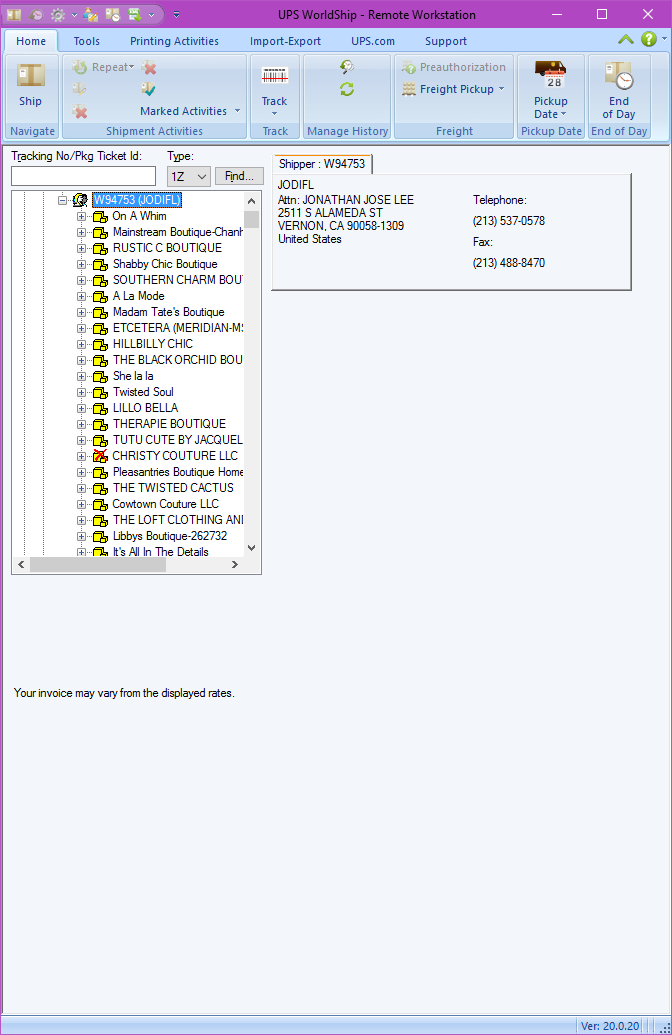 UPS WorldShip - Remote Workstation
Home Tools Printing Activities Import-Export UPS.com Support
Ship
Navigate
Repeat
Marked Activities
Shipment Activities
Track
Track
Manage History
Preauthorization
Freight Pickup
Freight
28
Pickup
Date
Pickup Date
End
of Day
End of Day
Tracking No/Pkg Ticket Id: Type:
1Z Find...
W94753 (JODIFL)
On A Whim
Mainstream Boutique-Chanh
RUSTIC C BOUTIQUE
Shabby Chic Boutique
SOUTHERN CHARM BOU
A La Mode
Madam Tate's Boutique
ETCETERA (MERIDIAN-MS
HILLBILLY CHIC
THE BLACK ORCHID BOU
She la la
Twisted Soul
LILLO BELLA
THERAPIE BOUTIQUE
TUTU CUTE BY JACQUEL
CHRISTY COUTURE LLC
Pleasantries Boutique Home
THE TWISTED CACTUS
Cowtown Couture LLC
THE LOFT CLOTHING AND
Libbys Boutique-262732
It's All In The Details
Shipper : W94753
JODIFL
Attn: JONATHAN JOSE LEE
2511 S ALAMEDA ST
VERNON, CA 90058-1309
United States
Telephone:
(213) 537-0578
Fax:
(213) 488-8470
Your invoice may vary from the displayed rates.
Ver: 20.0.20